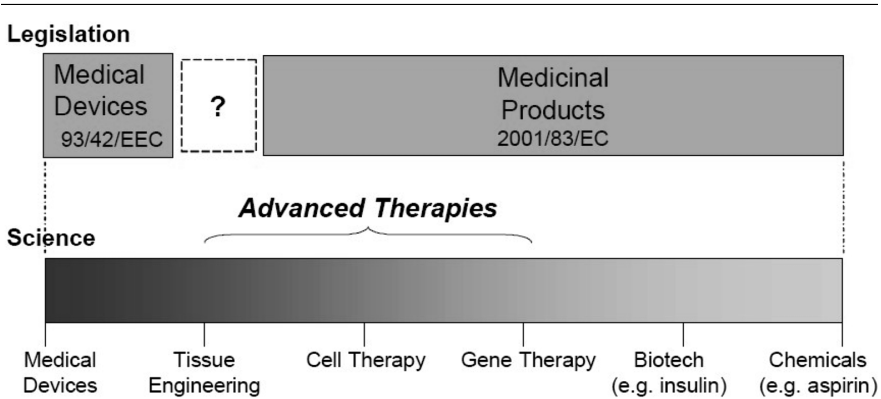 Legislation
Medical
Devices
93/42/EEC
?
Medicinal
Products
2001/83/EC
Advanced Therapies
Science
Medical
Devices
Tissue
Engineering
Cell Therapy
Gene Therapy
Biotech
(e.g. insulin)
Chemicals
(e.g. aspirin)